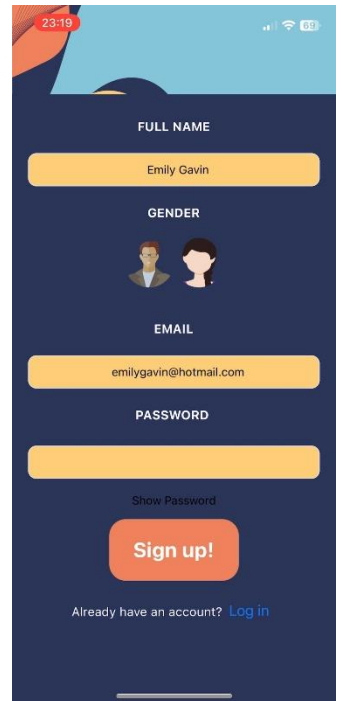 23:19
69
FULL NAME
Emily Gavin
GENDER
EMAIL
emilygavin@hotmail.com
PASSWORD
Show Password
Sign up!
Already have an account? Log in